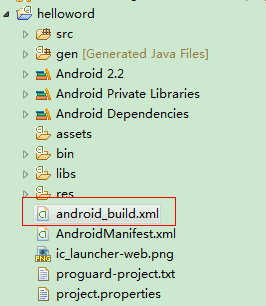 helloword
src
gen [Generated Java Files]
Android 2.2
Android Private Libraries
Android Dependencies
assets
bin
libs
res
android_build.xml
AndroidManifest.xml
ic_launcher-web.png
proguard-project.txt
project.properties